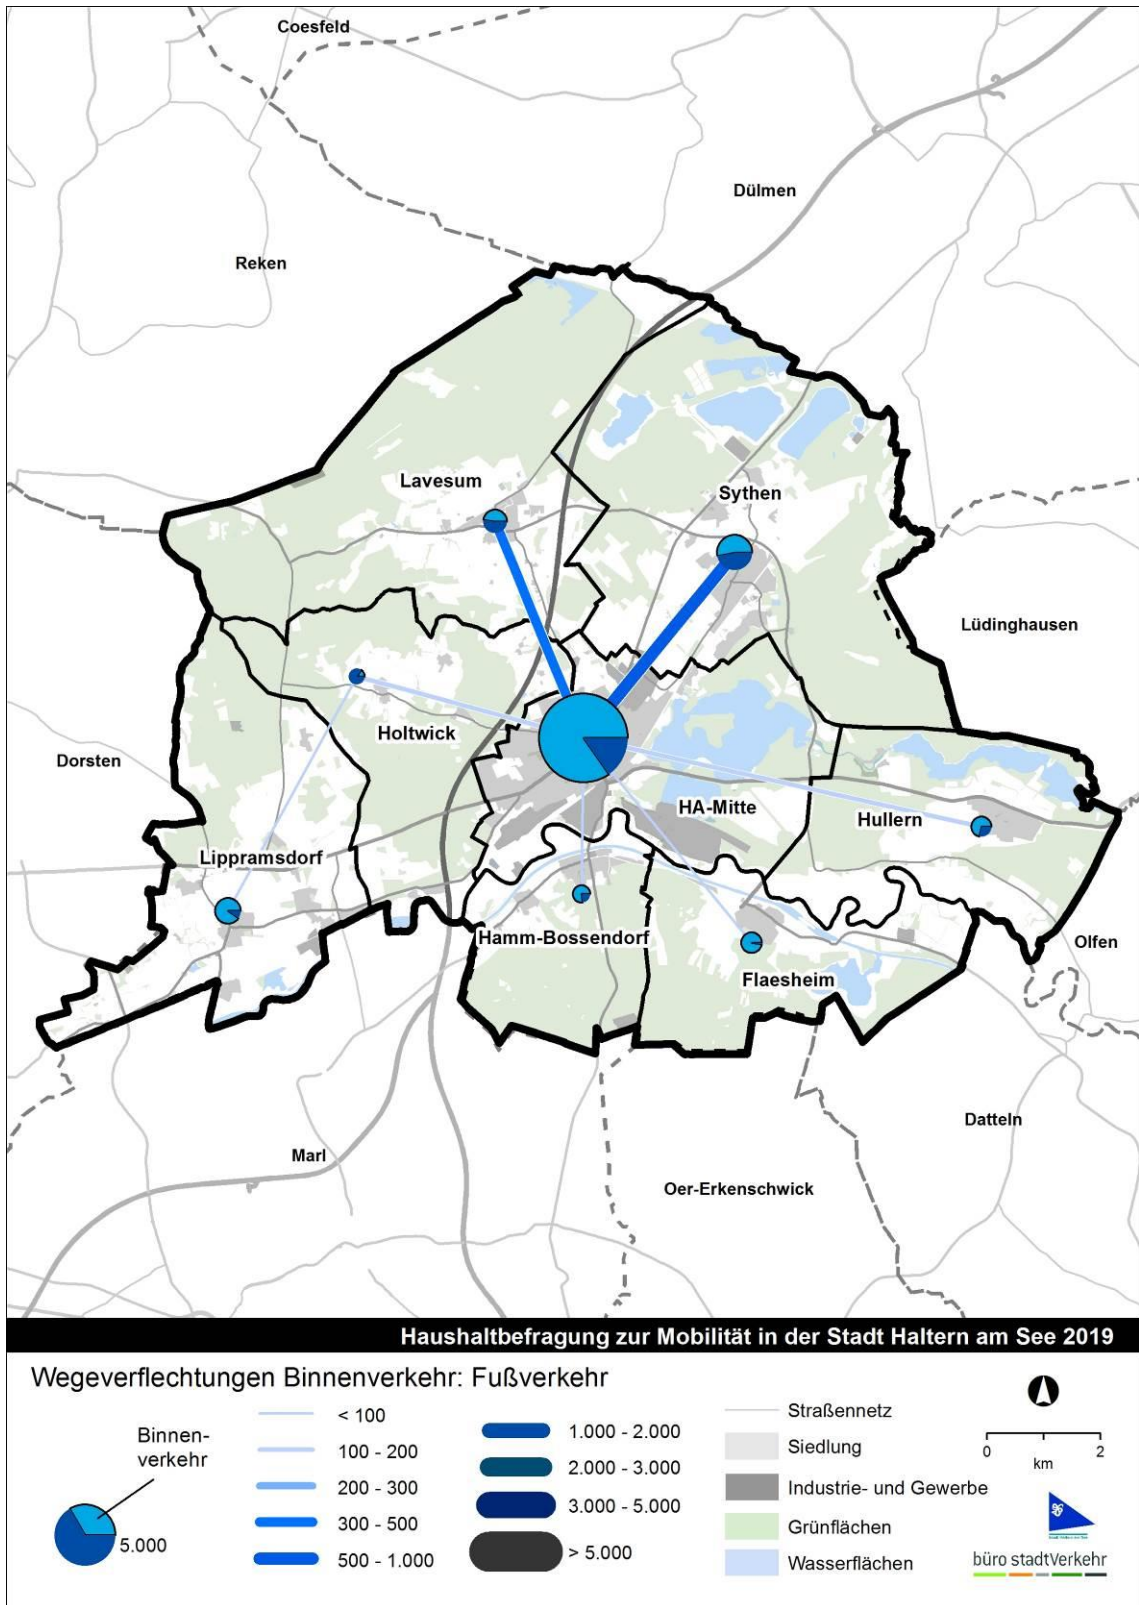 Coesfeld
Dülmen
Reken
Lavesum
Sythen
Lüdinghausen
Holtwick
Dorsten
HA-Mitte
Hullern
Lippramsdorf
Hamm-Bossendorf
Olfen
Flaesheim
Datteln
Marl
Oer-Erkenschwick
Haushaltbefragung zur Mobilität in der Stadt Haltern am See 2019
Wegeverflechtungen Binnenverkehr: Fußverkehr
Binnen-
verkehr
5.000
< 100
100 - 200
200 - 300
300 - 500
500 - 1.000
1.000 - 2.000
2.000 - 3.000
3.000 - 5.000
> 5.000
Straßennetz
Siedlung
Industrie- und Gewerbe
Grünflächen
Wasserflächen
0 2
km
büro stadtVerkehr